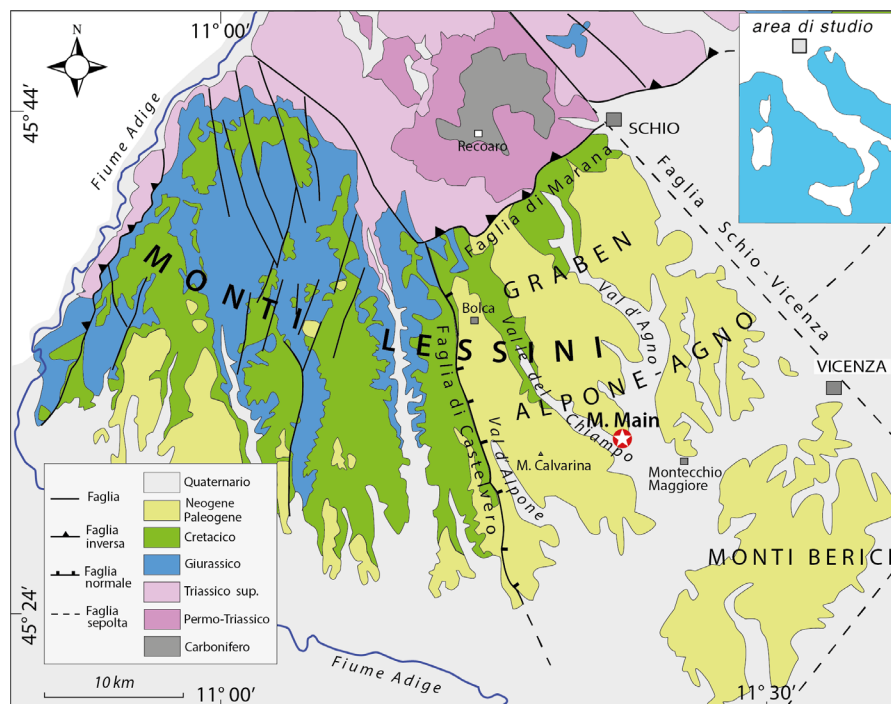 11° 00′
area di studio
N
45° 44′
Fiume Adige
SCHIO
Recoaro
Faglia di Marana
Faglia Schio-Vicenza
MONTI LESSINI
GRABEN
ALPONE AGNO
Bolca
Val d'Agno
Valle del Chiampo
Faglia di Castelvero
Val d'Alpone
VICENZA
M. Main
M. Calvarina
Montecchio
Maggiore
MONTI BERICI
Faglia
Faglia
inversa
Faglia
normale
Faglia
sepolta
Quaternario
Neogene
Paleogene
Cretacico
Giurassico
Triassico sup.
Permo-Triassico
Carbonifero
45° 24′
10 km
11° 00′
Fiume Adige
11° 30′